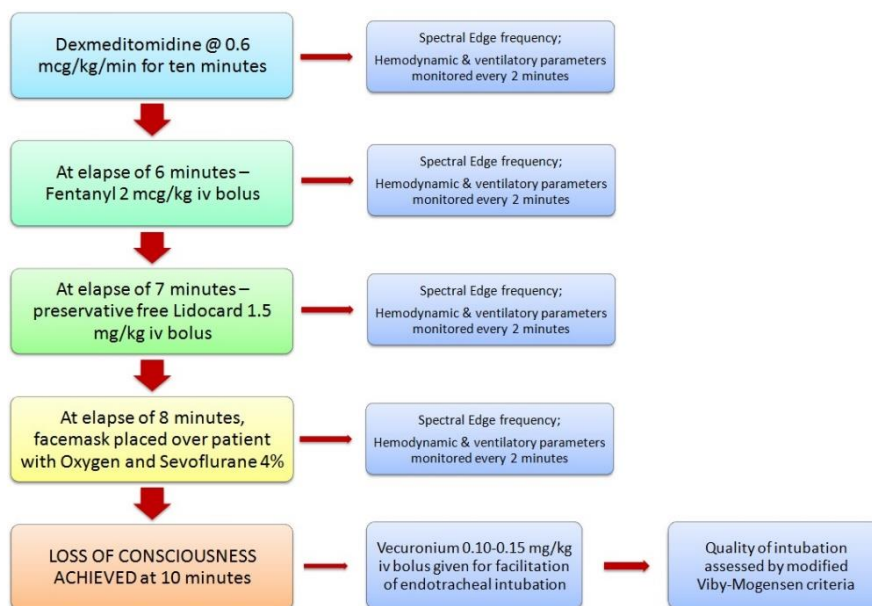 Dexmeditomidine @ 0.6
mcg/kg/min for ten minutes
Spectral Edge frequency;
Hemodynamic & ventilatory parameters
monitored every 2 minutes
At elapse of 6 minutes –
Fentanyl 2 mcg/kg iv bolus
Spectral Edge frequency;
Hemodynamic & ventilatory parameters
monitored every 2 minutes
At elapse of 7 minutes –
preservative free Lidocard 1.5
mg/kg iv bolus
Spectral Edge frequency;
Hemodynamic & ventilatory parameters
monitored every 2 minutes
At elapse of 8 minutes,
facemask placed over patient
with Oxygen and Sevoflurane 4%
Spectral Edge frequency;
Hemodynamic & ventilatory parameters
monitored every 2 minutes
LOSS OF CONSCIOUSNESS
ACHIEVED at 10 minutes
Vecuronium 0.10-0.15 mg/kg
iv bolus given for facilitation
of endotracheal intubation
Quality of intubation
assessed by modified
Viby-Mogensen criteria